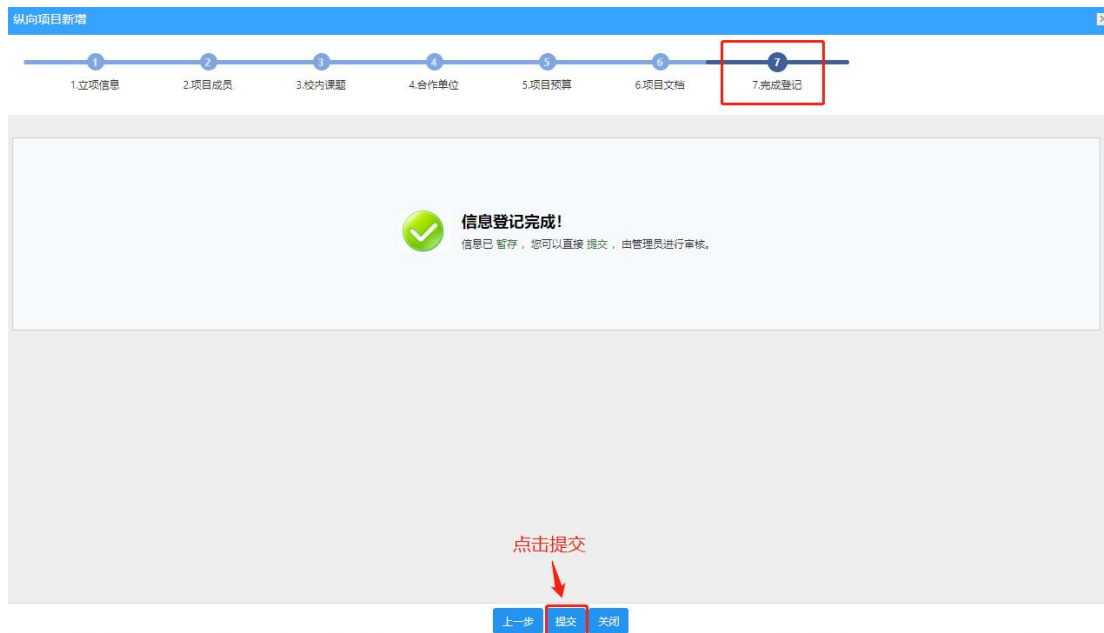 纵向项目新增
1 2 3 4 5 6 7
1.立项信息 2.项目成员 3.校内课题 4.合作单位 5.项目预算 6.项目文档 7.完成登记
信息登记完成！
信息已 暂存 ，您可以直接 提交 ，由管理员进行审核。
点击提交
上一步 提交 关闭